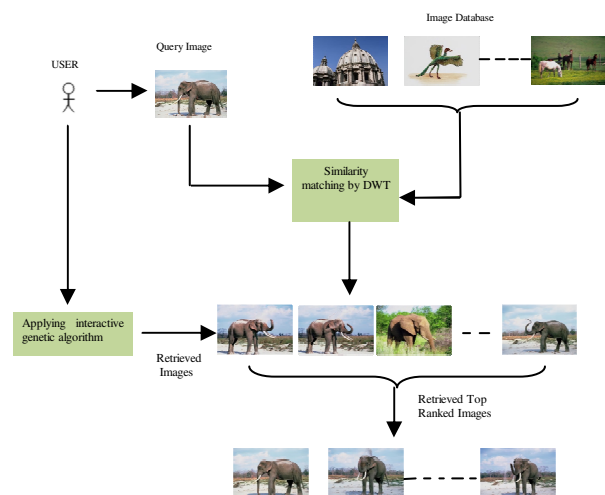 Image Database
Query Image
USER
Similarity
matching by DWT
Applying interactive
genetic algorithm
Retrieved
Images
Retrieved Top
Ranked Images